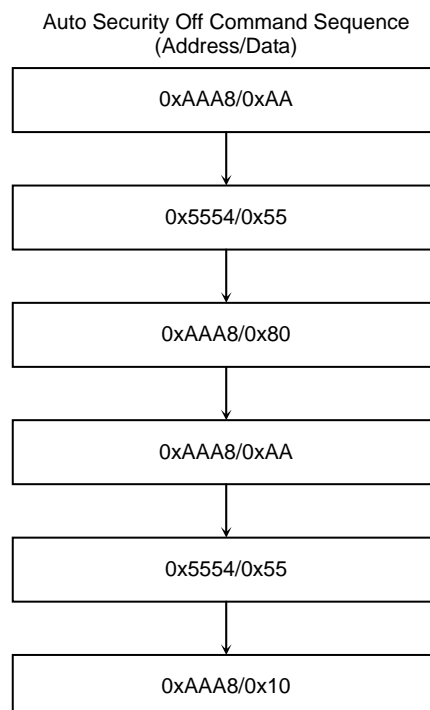 Auto Security Off Command Sequence
(Address/Data)
0xAAA8/0xAA
0x5554/0x55
0xAAA8/0x80
0xAAA8/0xAA
0x5554/0x55
0xAAA8/0x10